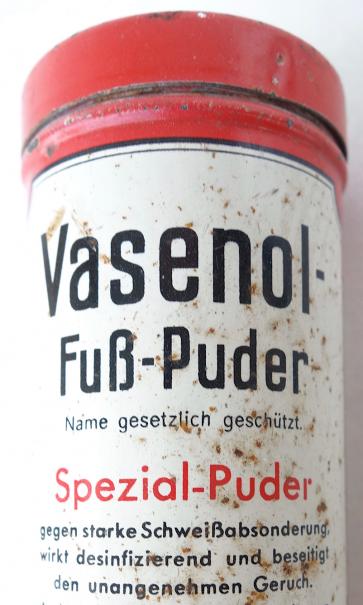 Vasenol-
Fuß-Puder
Name gesetzlich geschützt.
Spezial-Puder
gegen starke Schweißabsonderung,
wirkt desinfizierend und beseitigt
den unangenehmen Geruch.